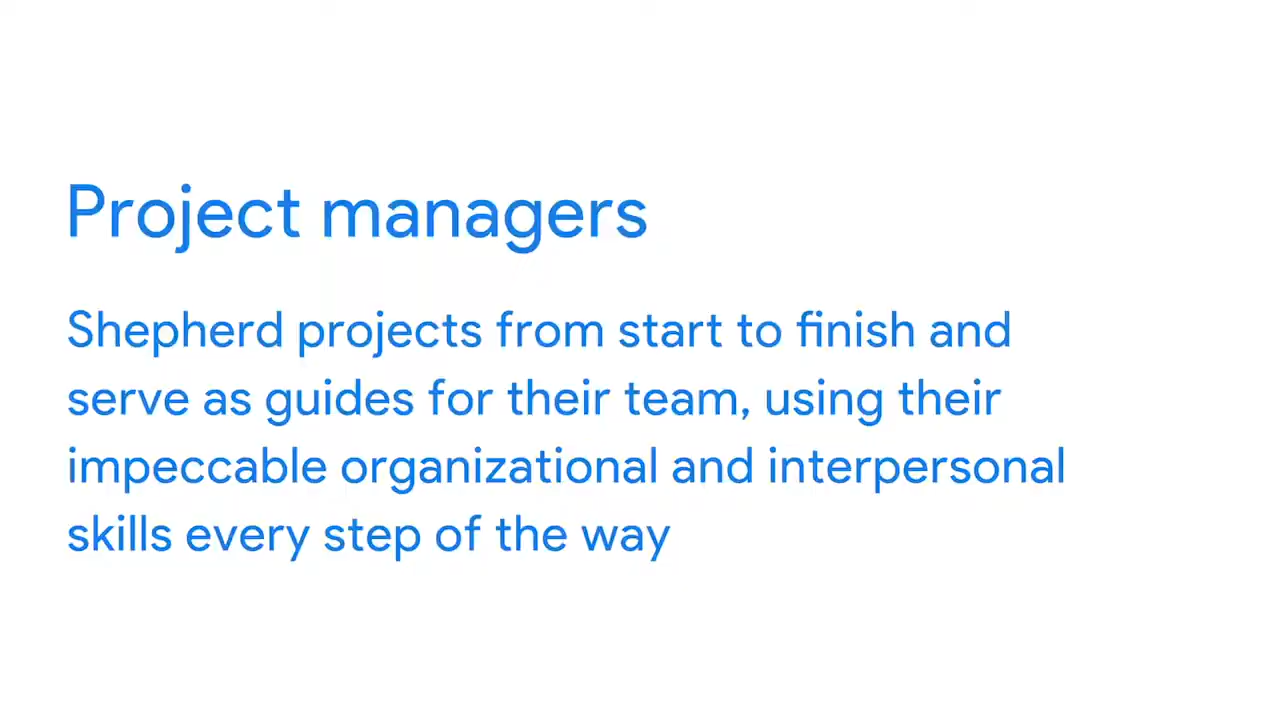 Project managers
Shepherd projects from start to finish and
serve as guides for their team, using their
impeccable organizational and interpersonal
skills every step of the way